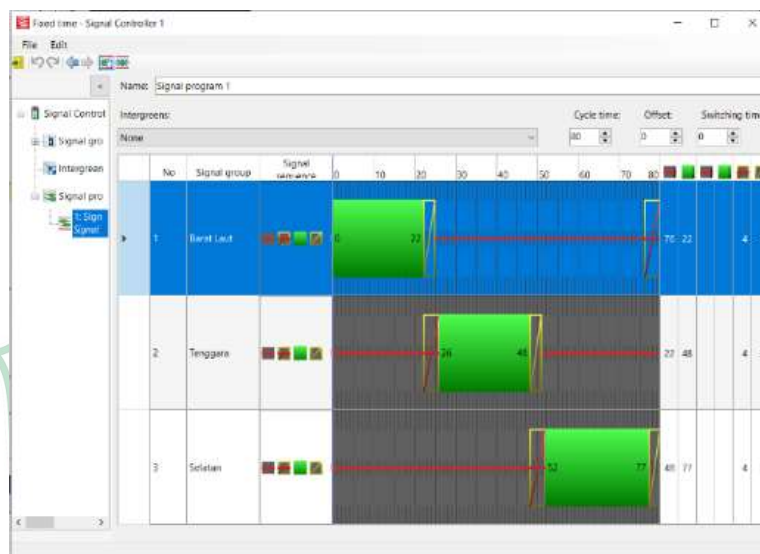 Fixed time - Signal Controller 1
File Edit
Name: Signal program 1
Signal Control
Signal gro
Intergreen
Signal pro
1: Sign
Signal
Intergreens:
None
Cycle time:
80
Offset:
0
Switching tim
0
No Signal group Signal sequence 0 10 20 30 40 50 60 70 80
1 Barat Laut 0 22 76 22 4
2 Tenggara 26 48 22 48 4
3 Selatan 52 77 48 77 4